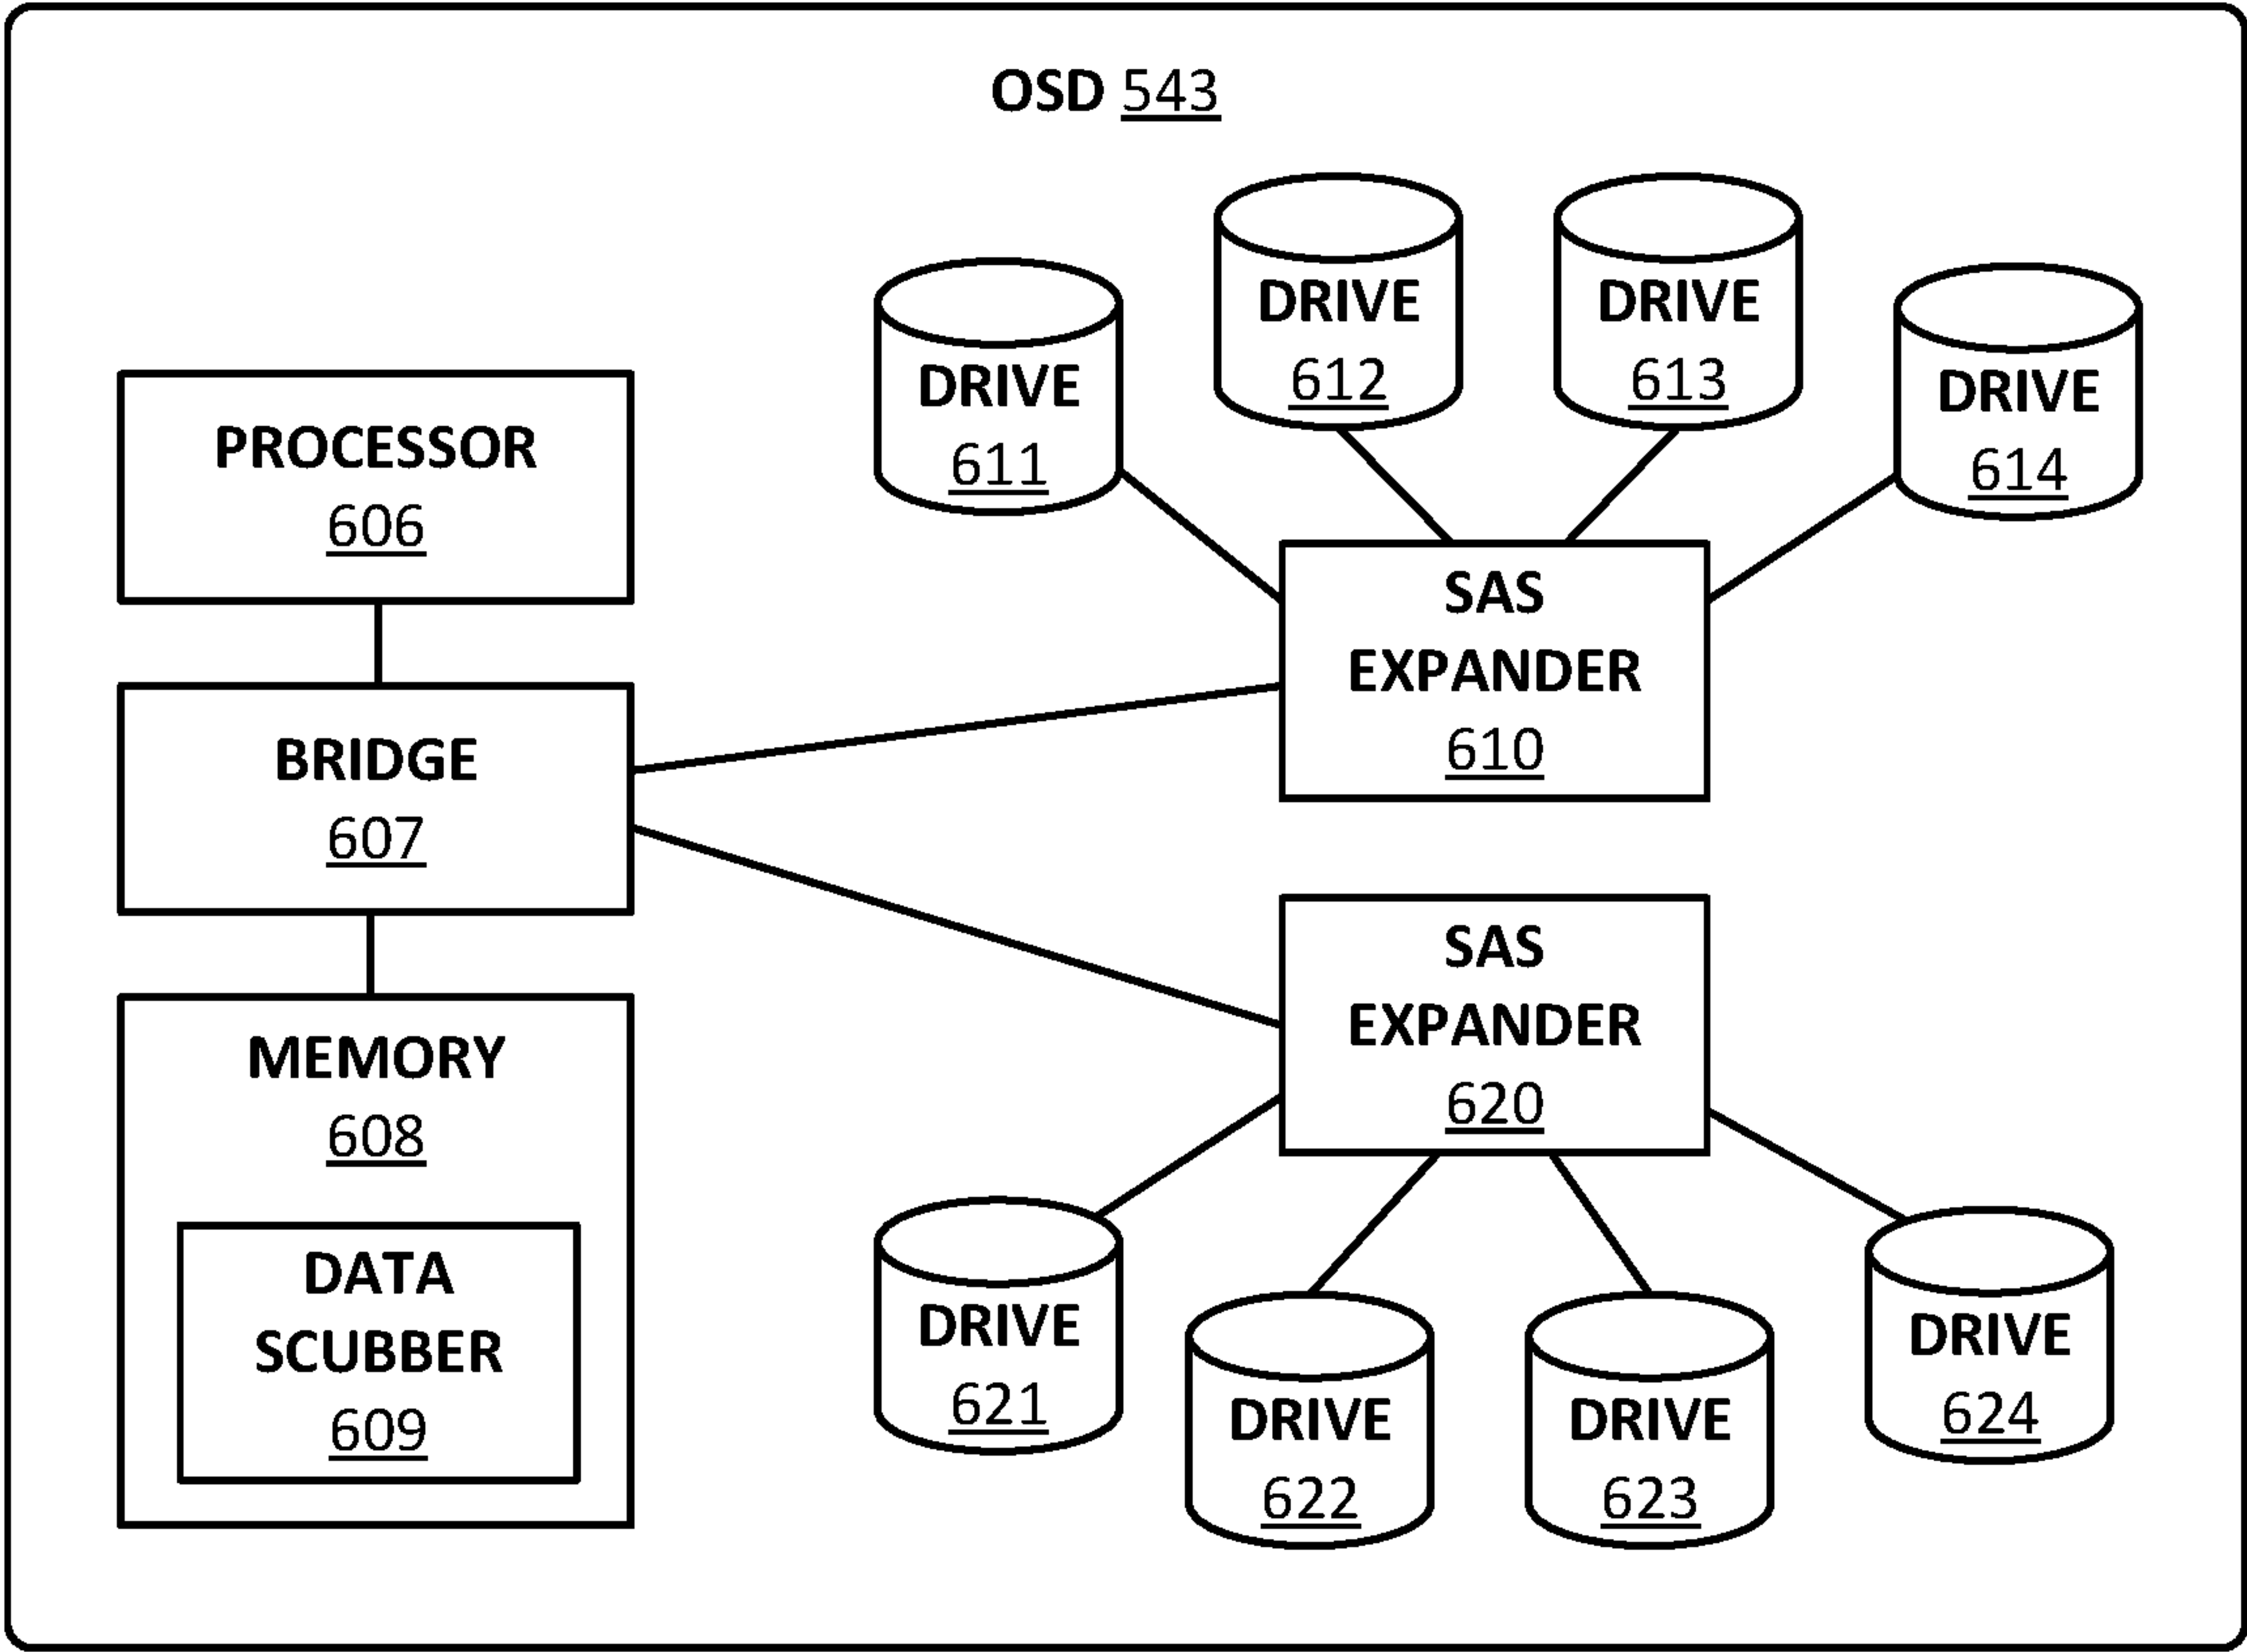 OSD 543
PROCESSOR
606
BRIDGE
607
MEMORY
608
DATA
SCUBBER
609
DRIVE
611
DRIVE
612
DRIVE
613
DRIVE
614
SAS
EXPANDER
610
SAS
EXPANDER
620
DRIVE
621
DRIVE
622
DRIVE
623
DRIVE
624